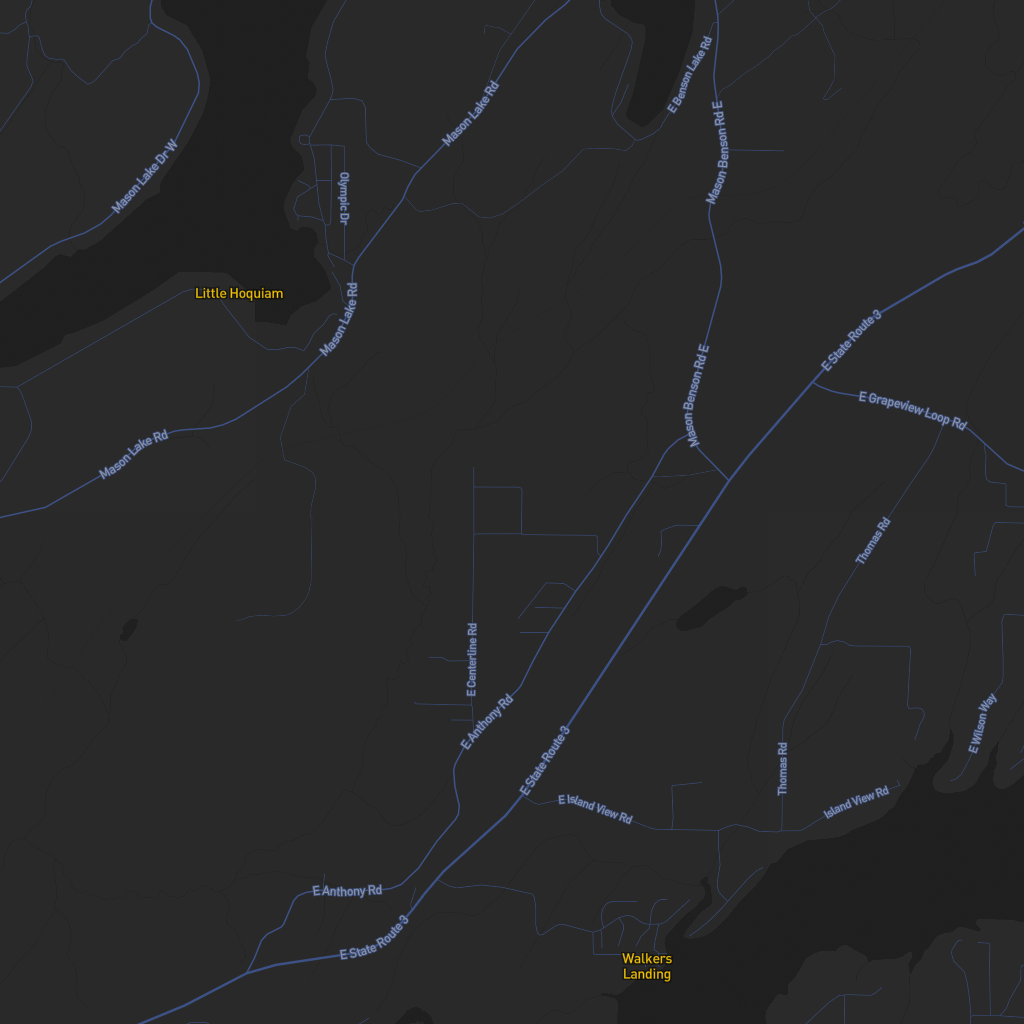 E Benson Lake Rd
Mason Lake Rd
Mason Benson Rd E
Mason Lake Dr W
Olympic Dr
Little Hoquiam
Mason Lake Rd
E State Route 3
Mason Benson Rd E
E Grapeview Loop Rd
Mason Lake Rd
Thomas Rd
E Centerline Rd
E Anthony Rd
E Wilson Way
E State Route 3
Thomas Rd
E Island View Rd
Island View Rd
E Anthony Rd
E State Route 3
Walkers
Landing